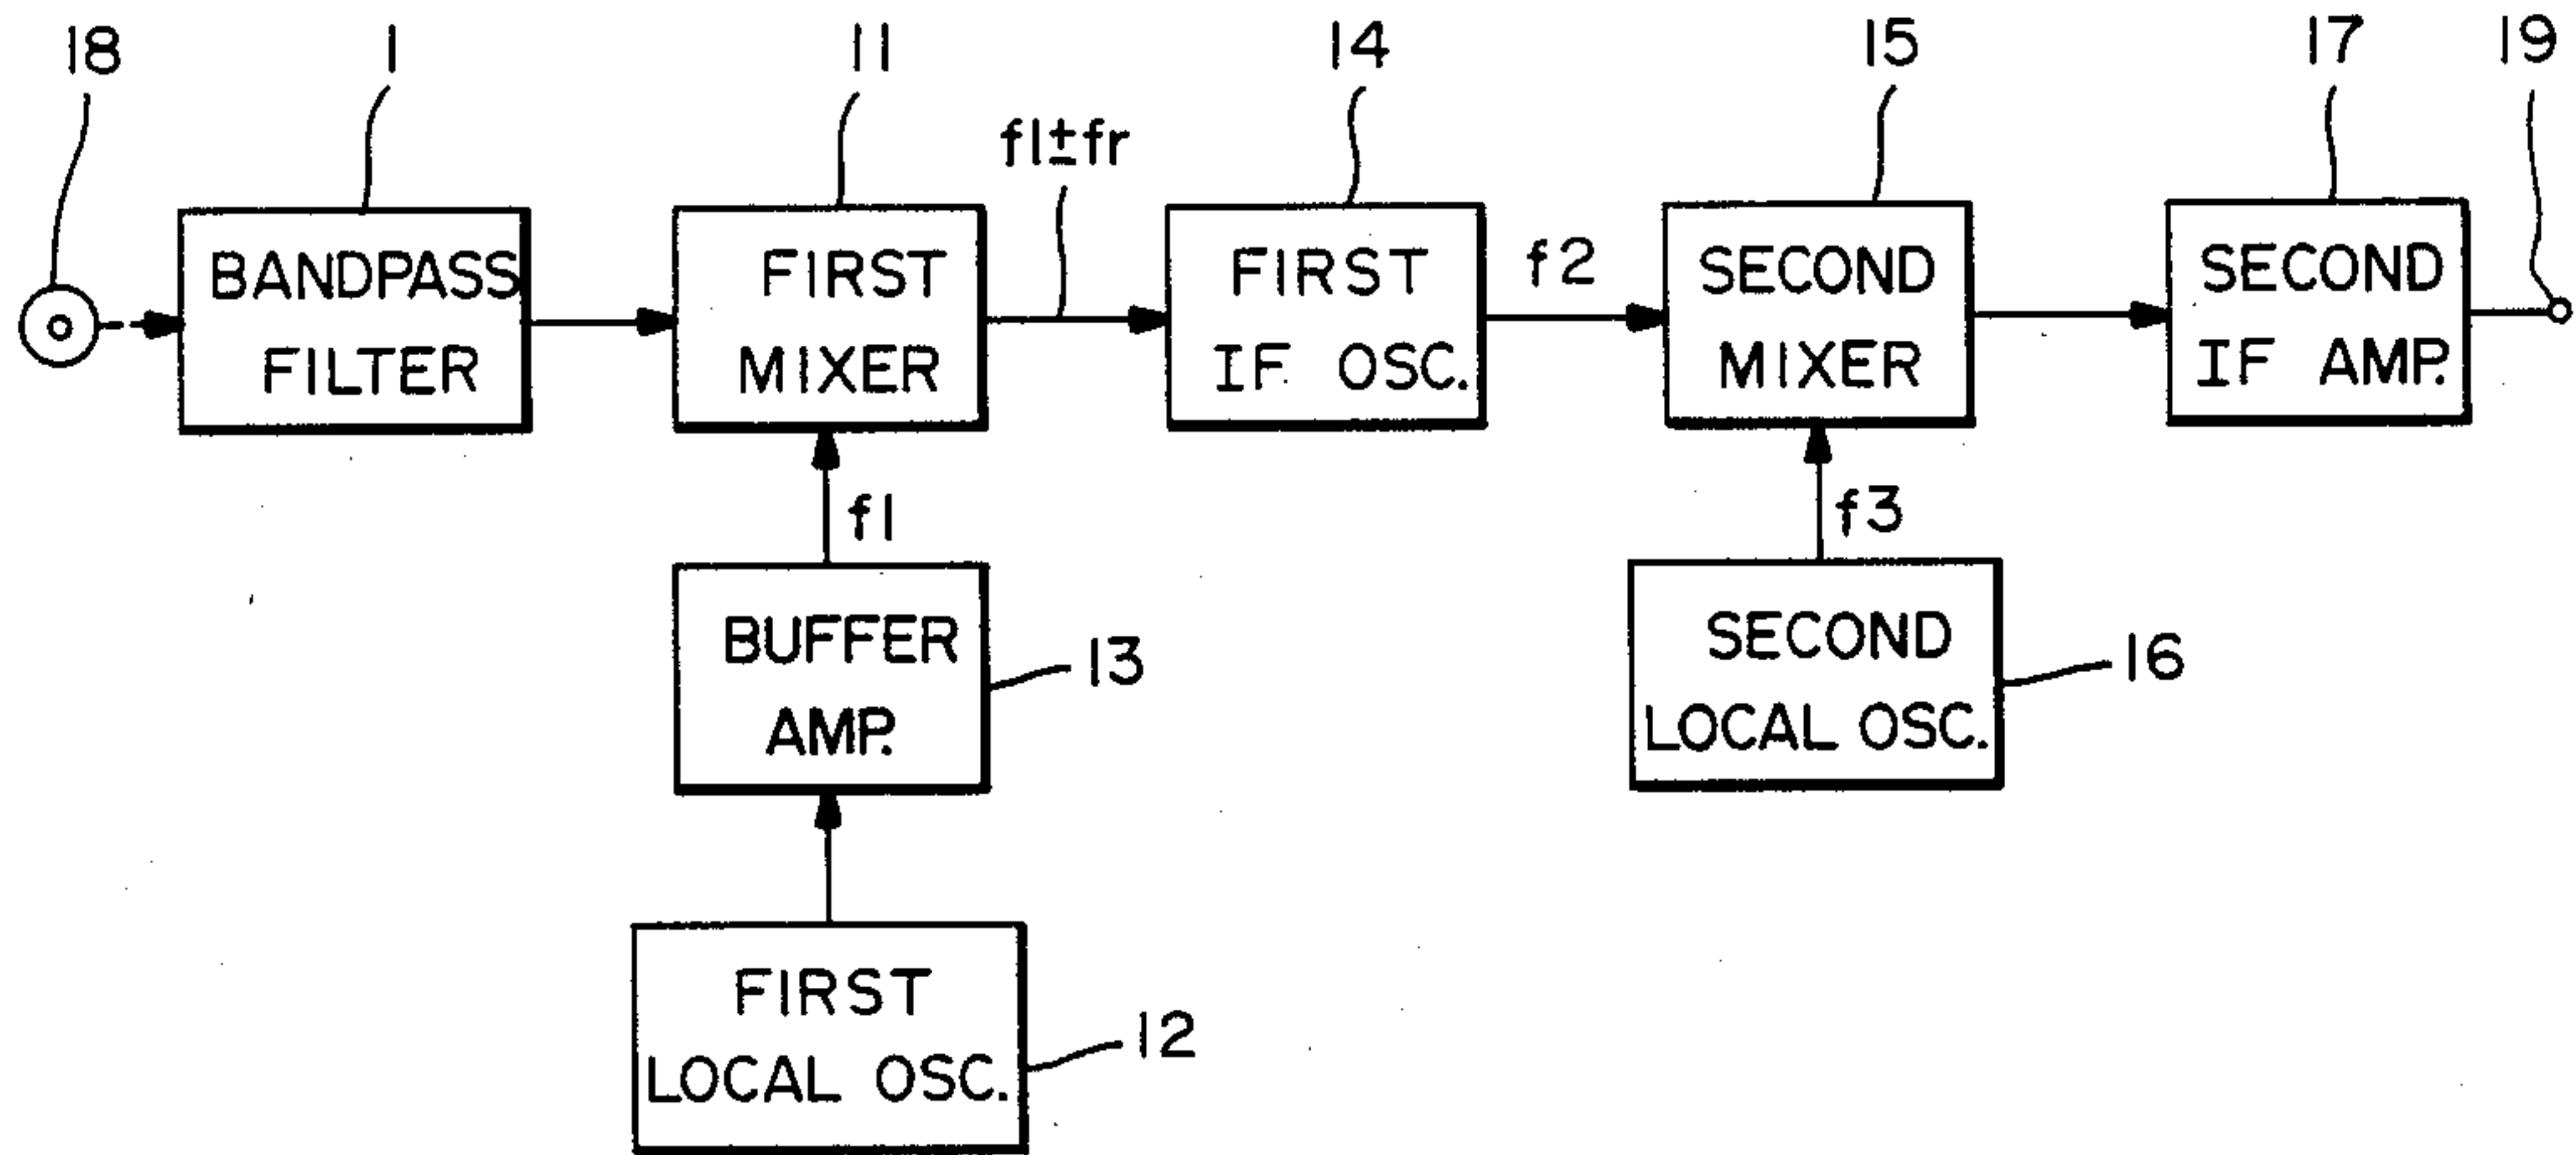 18
1
11
14
15
17
19
f1±fr
BANDPASS
FILTER
FIRST
MIXER
FIRST
IF OSC.
f2
SECOND
MIXER
SECOND
IF AMP.
f1
f3
BUFFER
AMP.
13
SECOND
LOCAL OSC.
16
FIRST
LOCAL OSC.
12